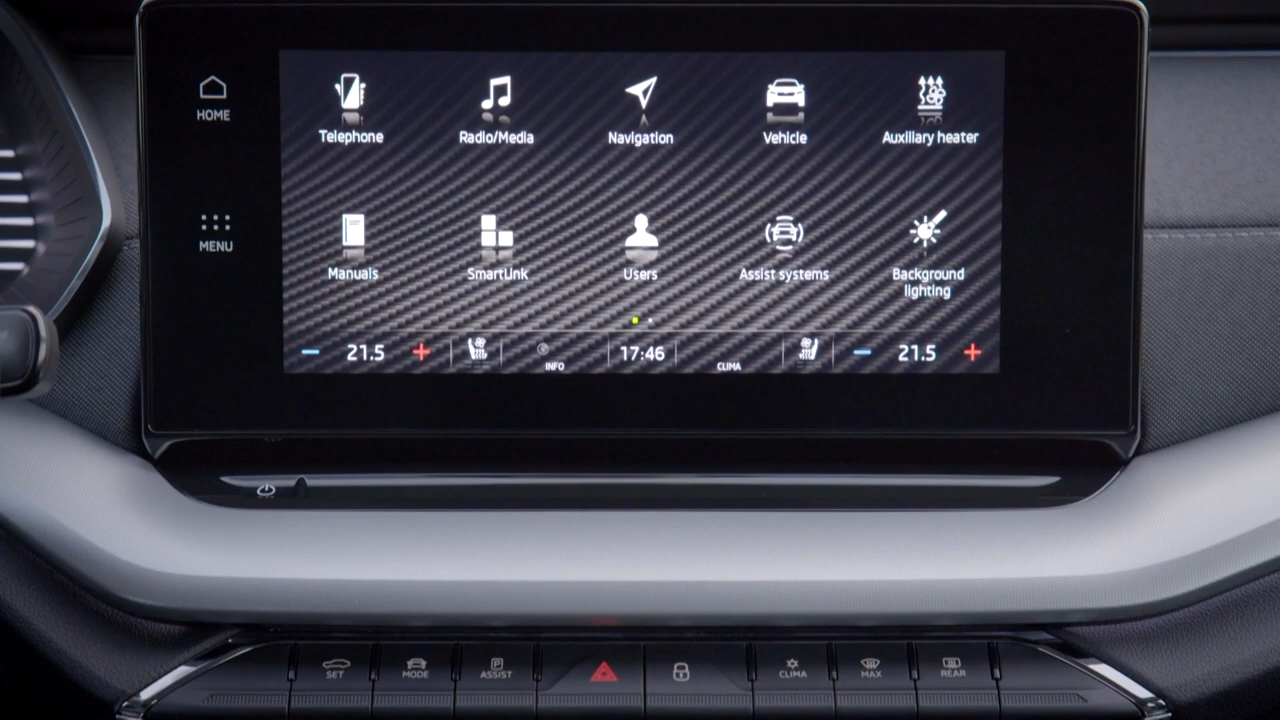 HOME
Telephone
Radio/Media
Navigation
Vehicle
Auxiliary heater
MENU
Manuals
SmartLink
Users
Assist systems
Background
lighting
21.5
INFO
17:46
CLIMA
21.5
SET
MODE
P
ASSIST
CLIMA
MAX
REAR